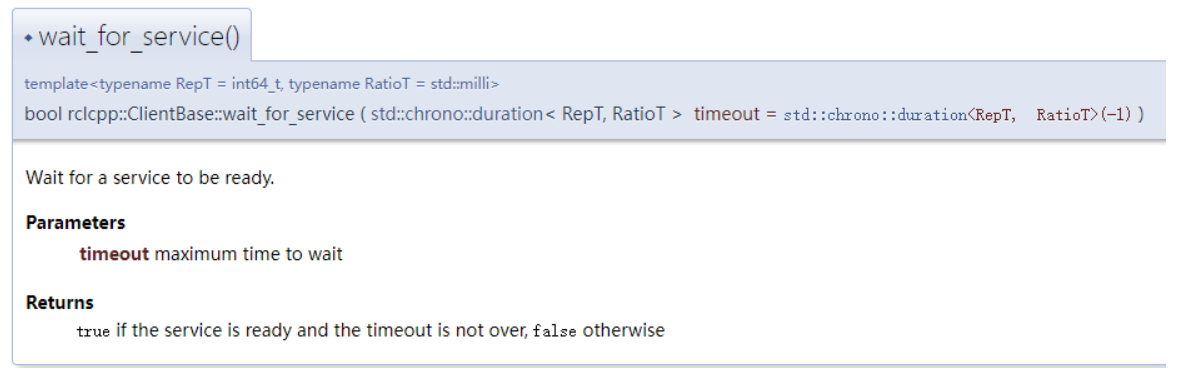 ◆ wait_for_service()
template<typename RepT = int64_t, typename RatioT = std::milli>
bool rclcpp::ClientBase::wait_for_service ( std::chrono::duration< RepT, RatioT > timeout = std::chrono::duration<RepT, RatioT>(-1) )
Wait for a service to be ready.
Parameters
timeout maximum time to wait
Returns
true if the service is ready and the timeout is not over, false otherwise